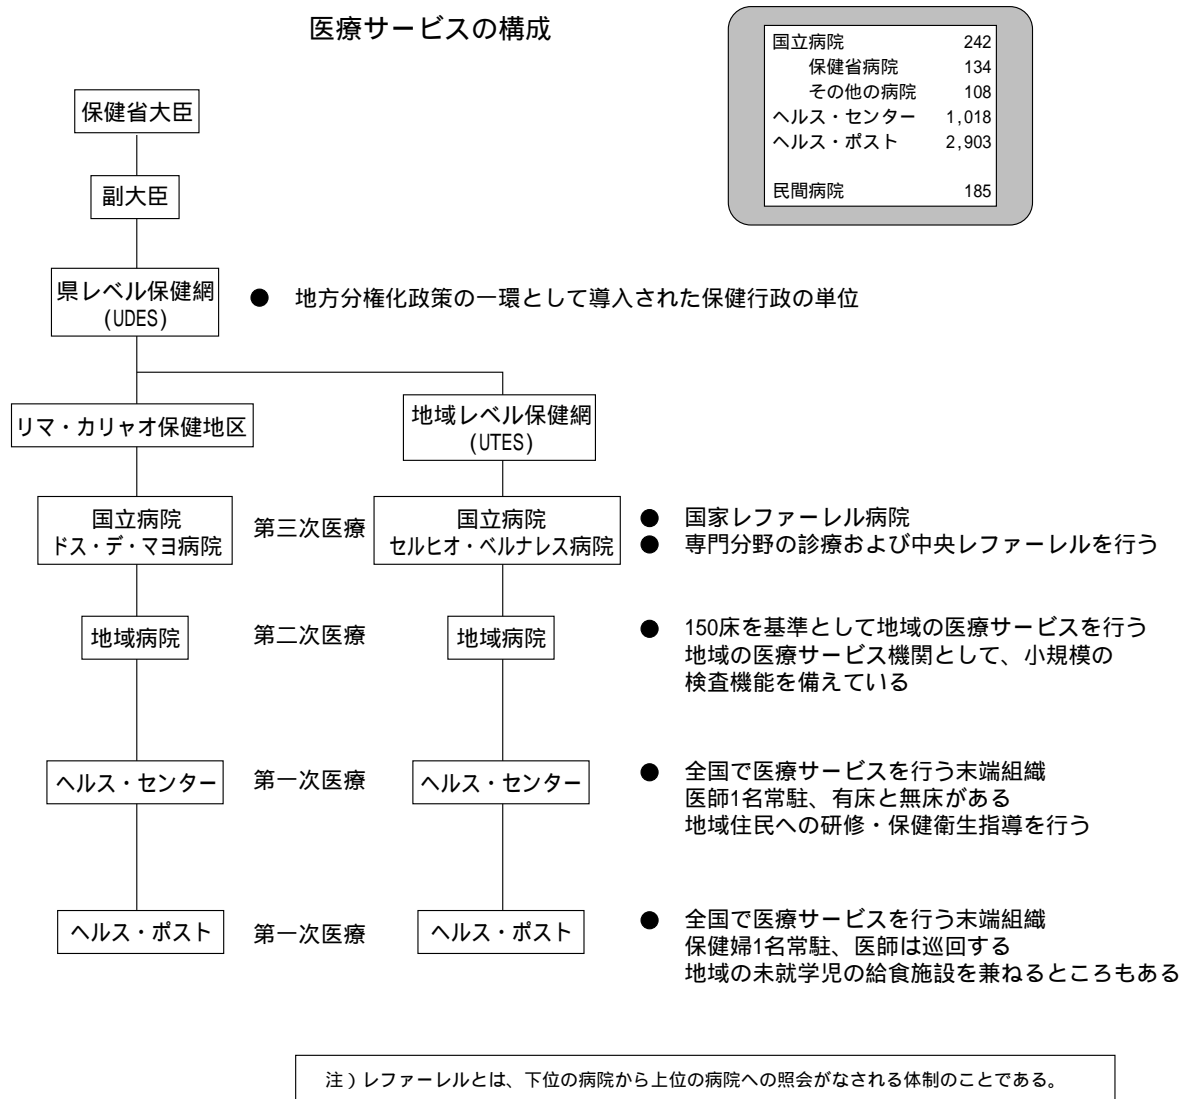 医療サービスの構成
国立病院 242
保健省病院 134
その他の病院 108
ヘルス・センター 1,018
ヘルス・ポスト 2,903
民間病院 185
保健省大臣
副大臣
県レベル保健網
(UDES)
● 地方分権化政策の一環として導入された保健行政の単位
リマ・カリャオ保健地区
地域レベル保健網
(UTES)
国立病院
ドス・デ・マヨ病院
第三次医療
国立病院
セルヒオ・ベルナレス病院
● 国家レファーレル病院
● 専門分野の診療および中央レファーレルを行う
地域病院
第二次医療
地域病院
● 150床を基準として地域の医療サービスを行う
地域の医療サービス機関として、小規模の
検査機能を備えている
ヘルス・センター
第一次医療
ヘルス・センター
● 全国で医療サービスを行う末端組織
医師1名常駐、有床と無床がある
地域住民への研修・保健衛生指導を行う
ヘルス・ポスト
第一次医療
ヘルス・ポスト
● 全国で医療サービスを行う末端組織
保健婦1名常駐、医師は巡回する
地域の未就学児の給食施設を兼ねるところもある
注）レファーレルとは、下位の病院から上位の病院への照会がなされる体制のことである。